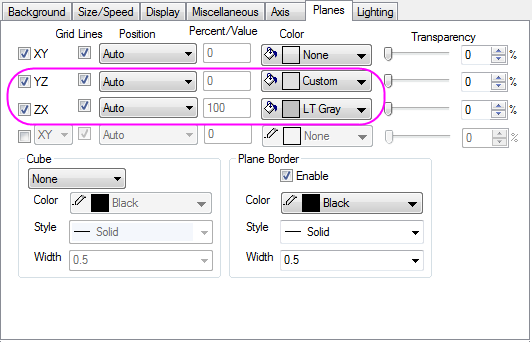 Background Size/Speed Display Miscellaneous Axis Planes Lighting
Grid Lines Position Percent/Value Color Transparency
XY Auto 0 None 0 %
YZ Auto 0 Custom 0 %
ZX Auto 100 LT Gray 0 %
XY Auto 0 None 0 %
Cube Plane Border
None Enable
Color Black Color Black
Style Solid Style Solid
Width 0.5 Width 0.5